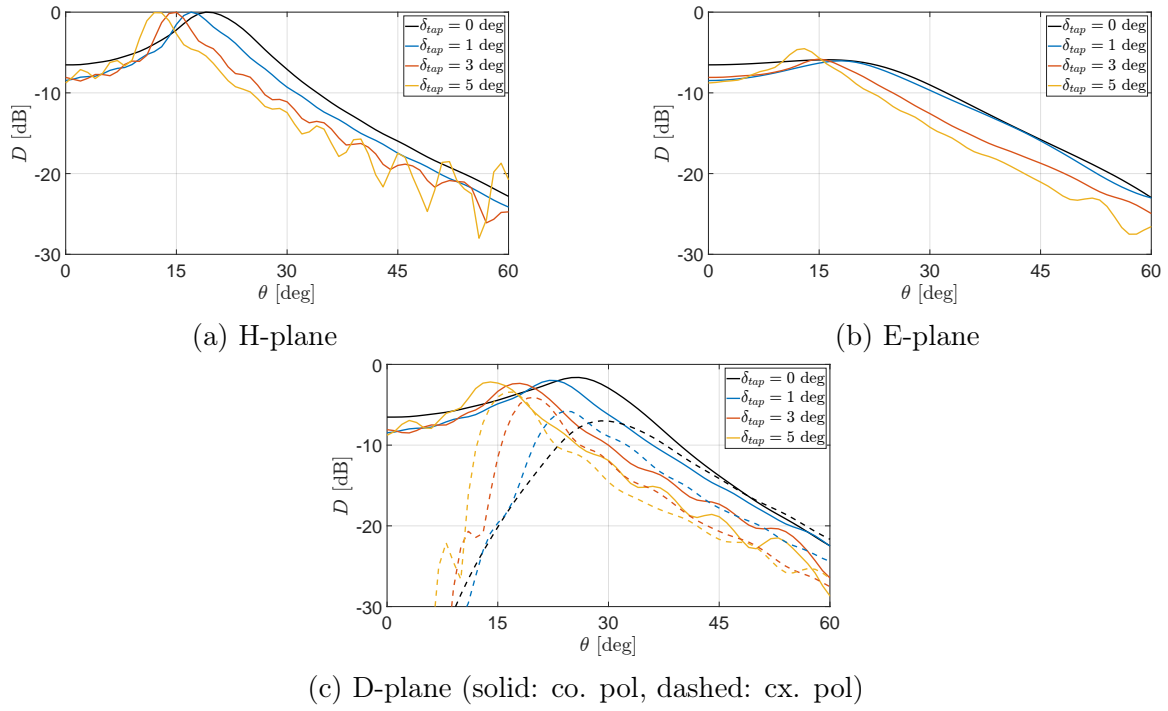 0
-10
-20
-30
D [dB]
0 15 30 45 60
θ [deg]
δ_tap = 0 deg
δ_tap = 1 deg
δ_tap = 3 deg
δ_tap = 5 deg
(a) H-plane
0
-10
-20
-30
D [dB]
0 15 30 45 60
θ [deg]
δ_tap = 0 deg
δ_tap = 1 deg
δ_tap = 3 deg
δ_tap = 5 deg
(b) E-plane
0
-10
-20
-30
D [dB]
0 15 30 45 60
θ [deg]
δ_tap = 0 deg
δ_tap = 1 deg
δ_tap = 3 deg
δ_tap = 5 deg
(c) D-plane (solid: co. pol, dashed: cx. pol)